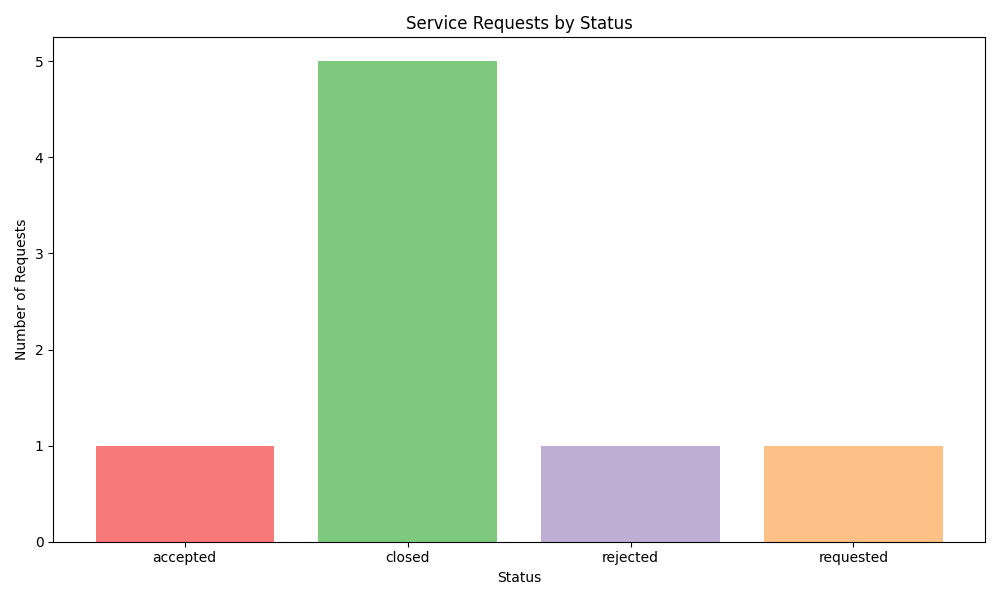 Service Requests by Status
Number of Requests
5
4
3
2
1
0
accepted
closed
rejected
requested
Status